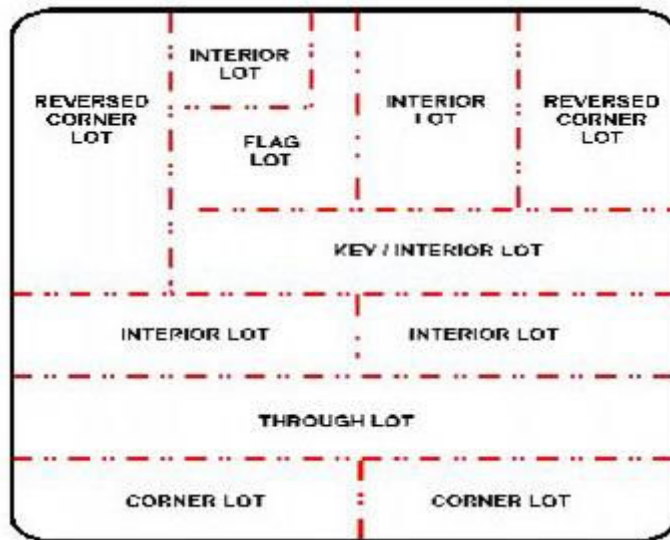 INTERIOR
LOT
REVERSED
CORNER
LOT
FLAG
LOT
INTERIOR
LOT
REVERSED
CORNER
LOT
KEY / INTERIOR LOT
INTERIOR LOT
INTERIOR LOT
THROUGH LOT
CORNER LOT
CORNER LOT